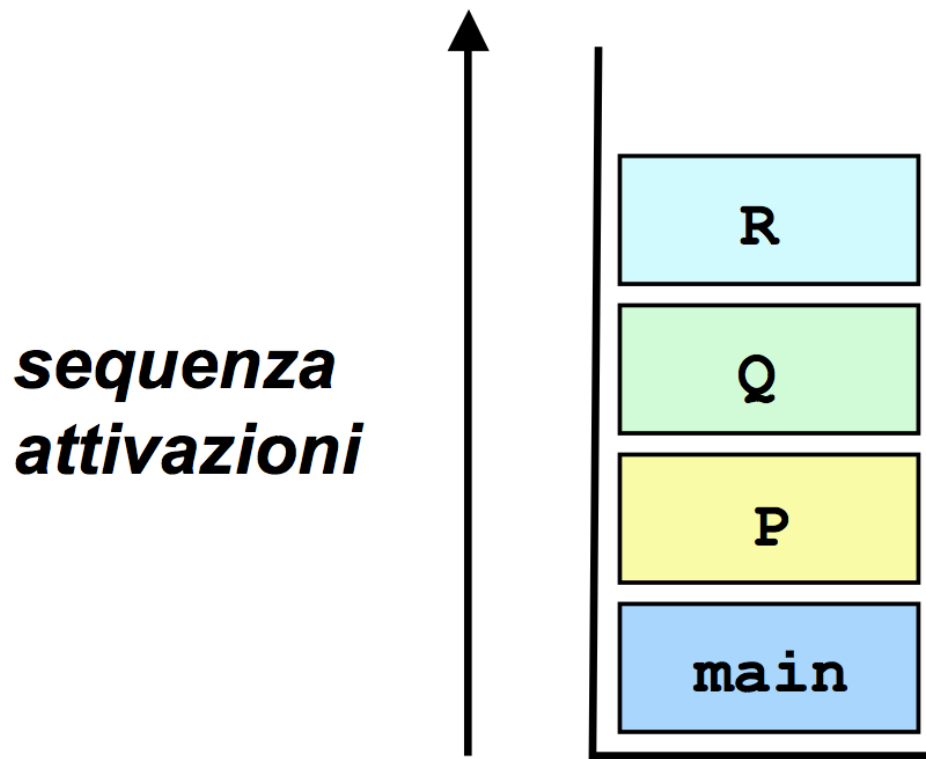 R
Q
sequenza
attivazioni
P
main